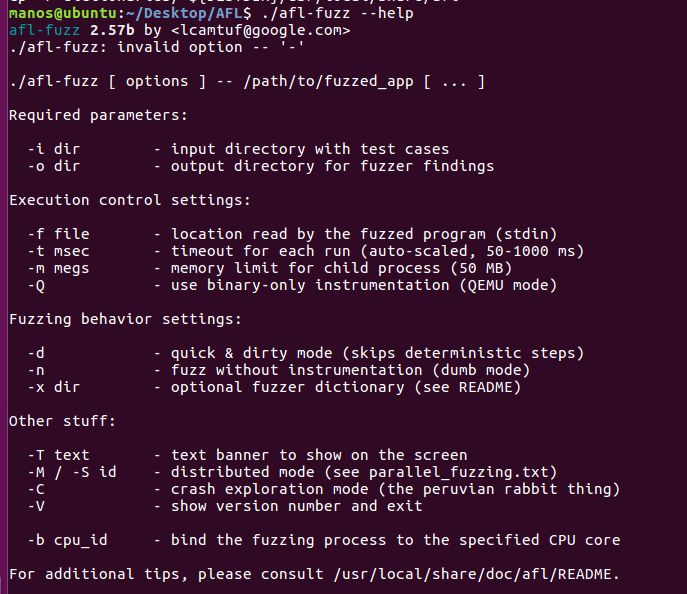 manos@ubuntu:~/Desktop/AFL$ ./afl-fuzz --help
afl-fuzz 2.57b by <lcamtuf@google.com>
./afl-fuzz: invalid option -- '-'
./afl-fuzz [ options ] -- /path/to/fuzzed_app [ ... ]
Required parameters:
-i dir - input directory with test cases
-o dir - output directory for fuzzer findings
Execution control settings:
-f file - location read by the fuzzed program (stdin)
-t msec - timeout for each run (auto-scaled, 50-1000 ms)
-m megs - memory limit for child process (50 MB)
-Q - use binary-only instrumentation (QEMU mode)
Fuzzing behavior settings:
-d - quick & dirty mode (skips deterministic steps)
-n - fuzz without instrumentation (dumb mode)
-x dir - optional fuzzer dictionary (see README)
Other stuff:
-T text - text banner to show on the screen
-M / -S id - distributed mode (see parallel_fuzzing.txt)
-C - crash exploration mode (the peruvian rabbit thing)
-V - show version number and exit
-b cpu_id - bind the fuzzing process to the specified CPU core
For additional tips, please consult /usr/local/share/doc/afl/README.